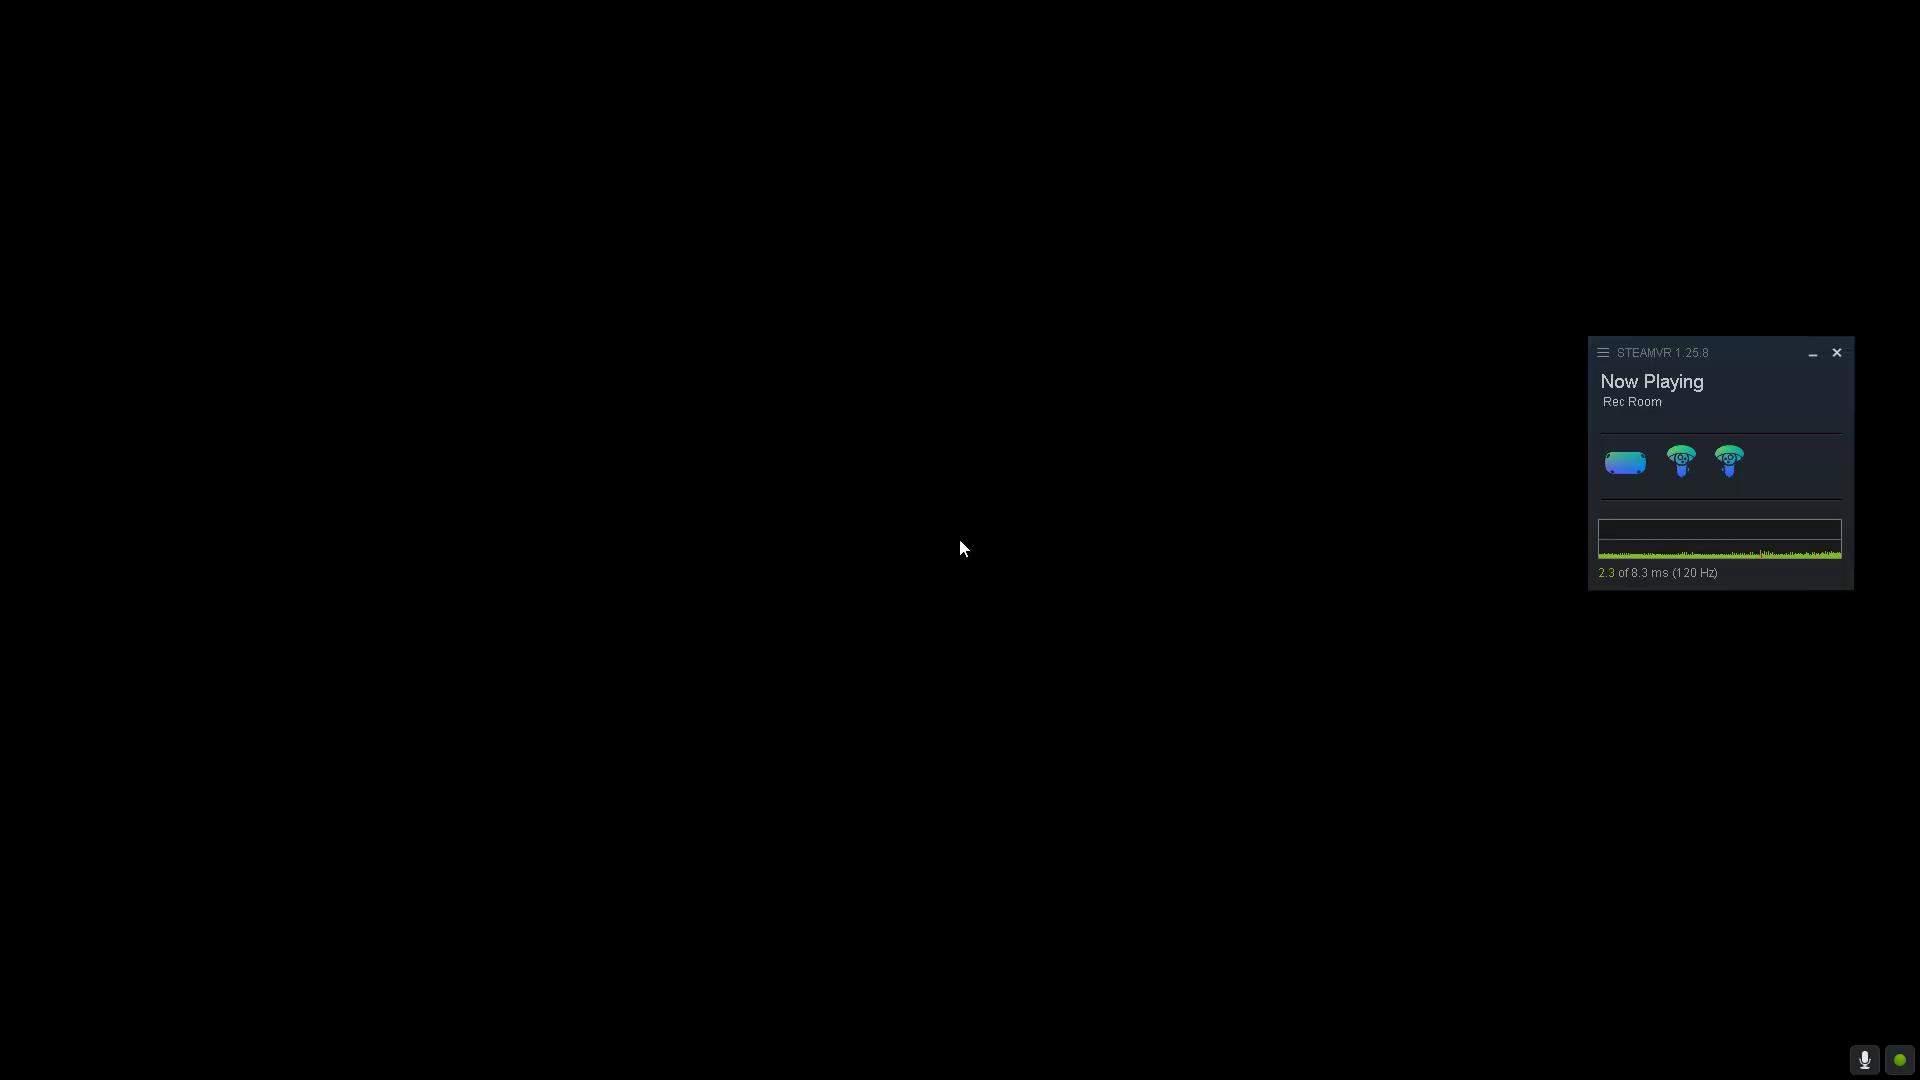 STEAMVR 1.25.8
Now Playing
Rec Room
2.3 of 8.3 ms (120 Hz)